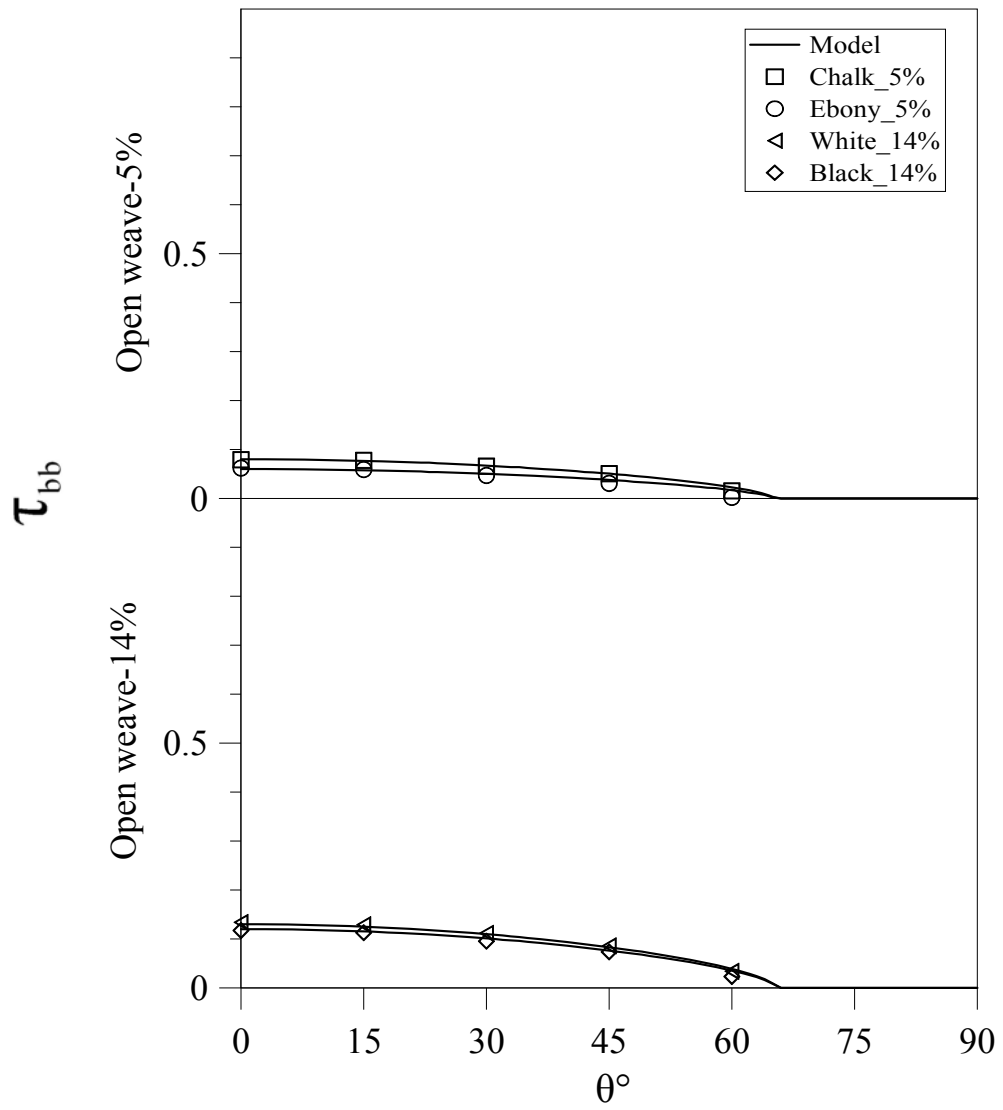 Model
Chalk_5%
Ebony_5%
White_14%
Black_14%
Open weave-5%
0.5
0
τbb
Open weave-14%
0.5
0
0 15 30 45 60 75 90
θ°